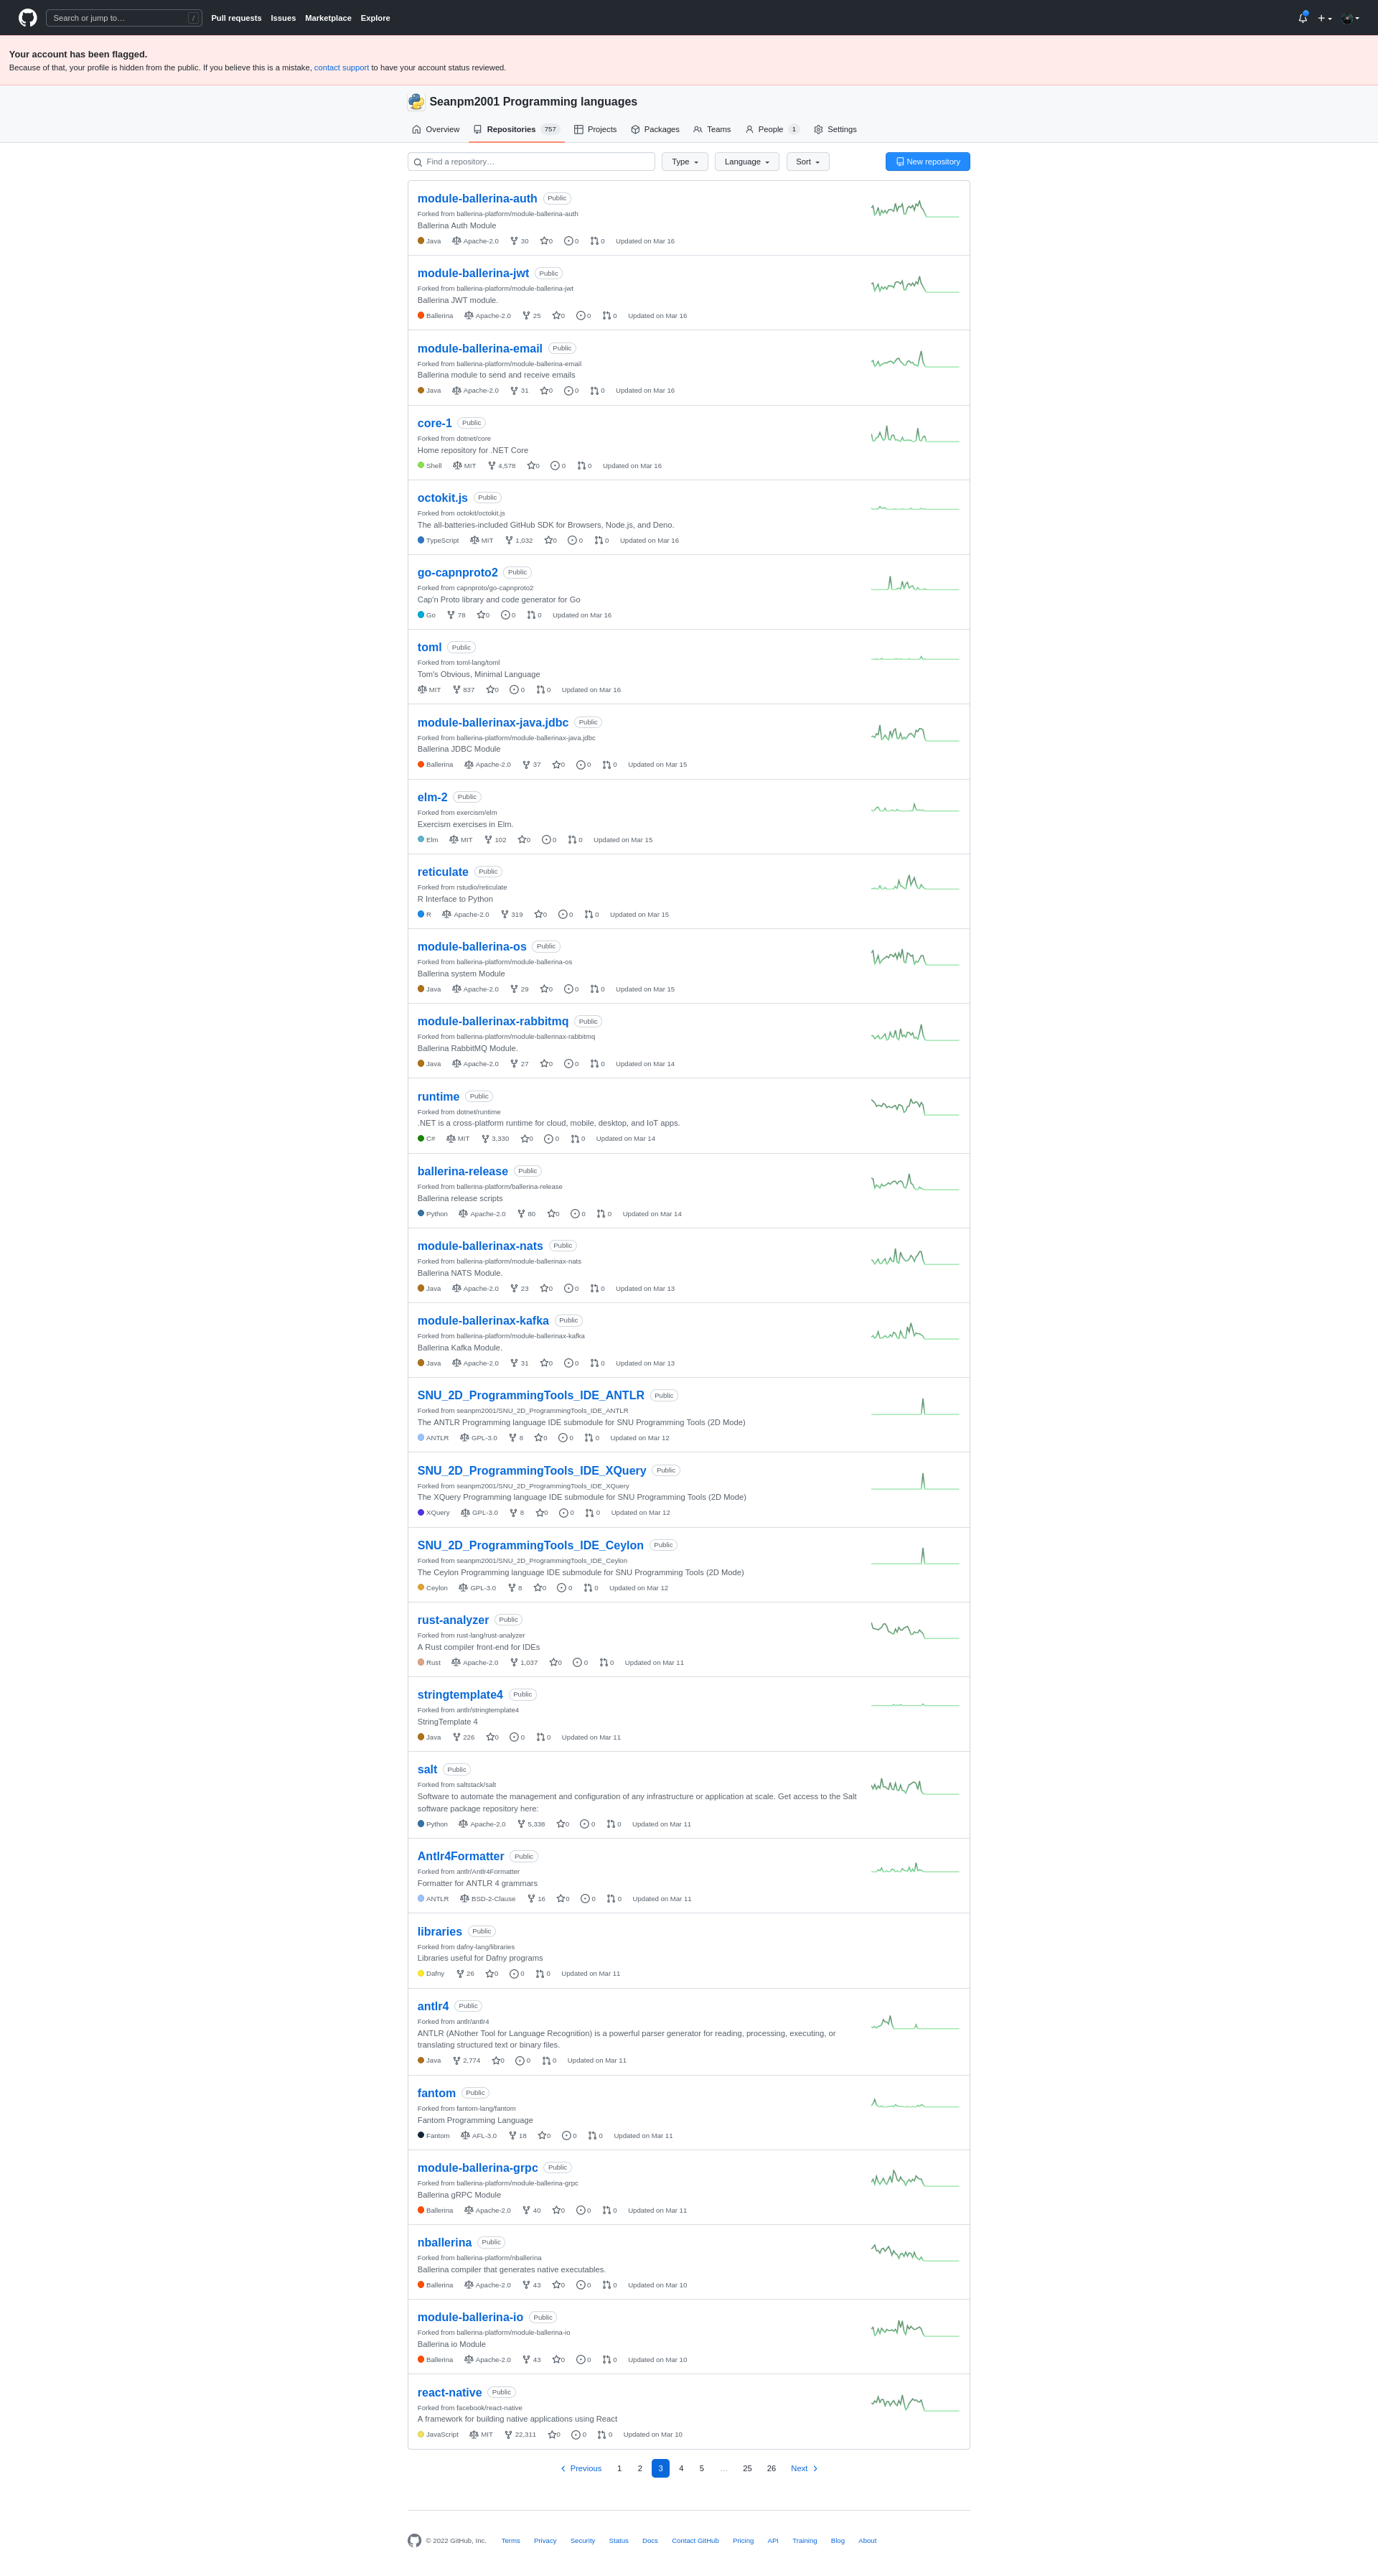 Search or jump to… /
Pull requests Issues Marketplace Explore
Your account has been flagged.
Because of that, your profile is hidden from the public. If you believe this is a mistake, contact support to have your account status reviewed.
Seanpm2001 Programming languages
Overview Repositories 757 Projects Packages Teams People 1 Settings
Find a repository… Type Language Sort New repository
module-ballerina-auth Public
Forked from ballerina-platform/module-ballerina-auth
Ballerina Auth Module
Java Apache-2.0 30 0 0 0 Updated on Mar 16
module-ballerina-jwt Public
Forked from ballerina-platform/module-ballerina-jwt
Ballerina JWT module.
Ballerina Apache-2.0 25 0 0 0 Updated on Mar 16
module-ballerina-email Public
Forked from ballerina-platform/module-ballerina-email
Ballerina module to send and receive emails
Java Apache-2.0 31 0 0 0 Updated on Mar 16
core-1 Public
Forked from dotnet/core
Home repository for .NET Core
Shell MIT 4,578 0 0 0 Updated on Mar 16
octokit.js Public
Forked from octokit/octokit.js
The all-batteries-included GitHub SDK for Browsers, Node.js, and Deno.
TypeScript MIT 1,032 0 0 0 Updated on Mar 16
go-capnproto2 Public
Forked from capnproto/go-capnproto2
Cap'n Proto library and code generator for Go
Go 78 0 0 0 Updated on Mar 16
toml Public
Forked from toml-lang/toml
Tom's Obvious, Minimal Language
MIT 837 0 0 0 Updated on Mar 16
module-ballerinax-java.jdbc Public
Forked from ballerina-platform/module-ballerinax-java.jdbc
Ballerina JDBC Module
Ballerina Apache-2.0 37 0 0 0 Updated on Mar 15
elm-2 Public
Forked from exercism/elm
Exercism exercises in Elm.
Elm MIT 102 0 0 0 Updated on Mar 15
reticulate Public
Forked from rstudio/reticulate
R Interface to Python
R Apache-2.0 319 0 0 0 Updated on Mar 15
module-ballerina-os Public
Forked from ballerina-platform/module-ballerina-os
Ballerina system Module
Java Apache-2.0 29 0 0 0 Updated on Mar 15
module-ballerinax-rabbitmq Public
Forked from ballerina-platform/module-ballerinax-rabbitmq
Ballerina RabbitMQ Module.
Java Apache-2.0 27 0 0 0 Updated on Mar 14
runtime Public
Forked from dotnet/runtime
.NET is a cross-platform runtime for cloud, mobile, desktop, and IoT apps.
C# MIT 3,330 0 0 0 Updated on Mar 14
ballerina-release Public
Forked from ballerina-platform/ballerina-release
Ballerina release scripts
Python Apache-2.0 80 0 0 0 Updated on Mar 14
module-ballerinax-nats Public
Forked from ballerina-platform/module-ballerinax-nats
Ballerina NATS Module.
Java Apache-2.0 23 0 0 0 Updated on Mar 13
module-ballerinax-kafka Public
Forked from ballerina-platform/module-ballerinax-kafka
Ballerina Kafka Module.
Java Apache-2.0 31 0 0 0 Updated on Mar 13
SNU_2D_ProgrammingTools_IDE_ANTLR Public
Forked from seanpm2001/SNU_2D_ProgrammingTools_IDE_ANTLR
The ANTLR Programming language IDE submodule for SNU Programming Tools (2D Mode)
ANTLR GPL-3.0 8 0 0 0 Updated on Mar 12
SNU_2D_ProgrammingTools_IDE_XQuery Public
Forked from seanpm2001/SNU_2D_ProgrammingTools_IDE_XQuery
The XQuery Programming language IDE submodule for SNU Programming Tools (2D Mode)
XQuery GPL-3.0 8 0 0 0 Updated on Mar 12
SNU_2D_ProgrammingTools_IDE_Ceylon Public
Forked from seanpm2001/SNU_2D_ProgrammingTools_IDE_Ceylon
The Ceylon Programming language IDE submodule for SNU Programming Tools (2D Mode)
Ceylon GPL-3.0 8 0 0 0 Updated on Mar 12
rust-analyzer Public
Forked from rust-lang/rust-analyzer
A Rust compiler front-end for IDEs
Rust Apache-2.0 1,037 0 0 0 Updated on Mar 11
stringtemplate4 Public
Forked from antlr/stringtemplate4
StringTemplate 4
Java 226 0 0 0 Updated on Mar 11
salt Public
Forked from saltstack/salt
Software to automate the management and configuration of any infrastructure or application at scale. Get access to the Salt
software package repository here:
Python Apache-2.0 5,338 0 0 0 Updated on Mar 11
Antlr4Formatter Public
Forked from antlr/Antlr4Formatter
Formatter for ANTLR 4 grammars
ANTLR BSD-2-Clause 16 0 0 0 Updated on Mar 11
libraries Public
Forked from dafny-lang/libraries
Libraries useful for Dafny programs
Dafny 26 0 0 0 Updated on Mar 11
antlr4 Public
Forked from antlr/antlr4
ANTLR (ANother Tool for Language Recognition) is a powerful parser generator for reading, processing, executing, or
translating structured text or binary files.
Java 2,774 0 0 0 Updated on Mar 11
fantom Public
Forked from fantom-lang/fantom
Fantom Programming Language
Fantom AFL-3.0 18 0 0 0 Updated on Mar 11
module-ballerina-grpc Public
Forked from ballerina-platform/module-ballerina-grpc
Ballerina gRPC Module
Ballerina Apache-2.0 40 0 0 0 Updated on Mar 11
nballerina Public
Forked from ballerina-platform/nballerina
Ballerina compiler that generates native executables.
Ballerina Apache-2.0 43 0 0 0 Updated on Mar 10
module-ballerina-io Public
Forked from ballerina-platform/module-ballerina-io
Ballerina io Module
Ballerina Apache-2.0 43 0 0 0 Updated on Mar 10
react-native Public
Forked from facebook/react-native
A framework for building native applications using React
JavaScript MIT 22,311 0 0 0 Updated on Mar 10
Previous 1 2 3 4 5 … 25 26 Next
© 2022 GitHub, Inc. Terms Privacy Security Status Docs Contact GitHub Pricing API Training Blog About